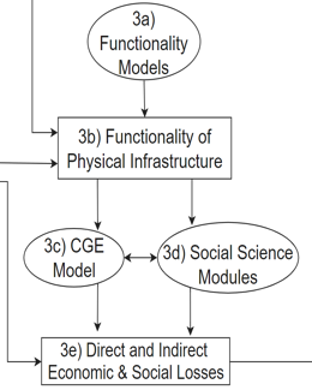 3a)
Functionality
Models
3b) Functionality of
Physical Infrastructure
3c) CGE
Model
3d) Social Science
Modules
3e) Direct and Indirect
Economic & Social Losses